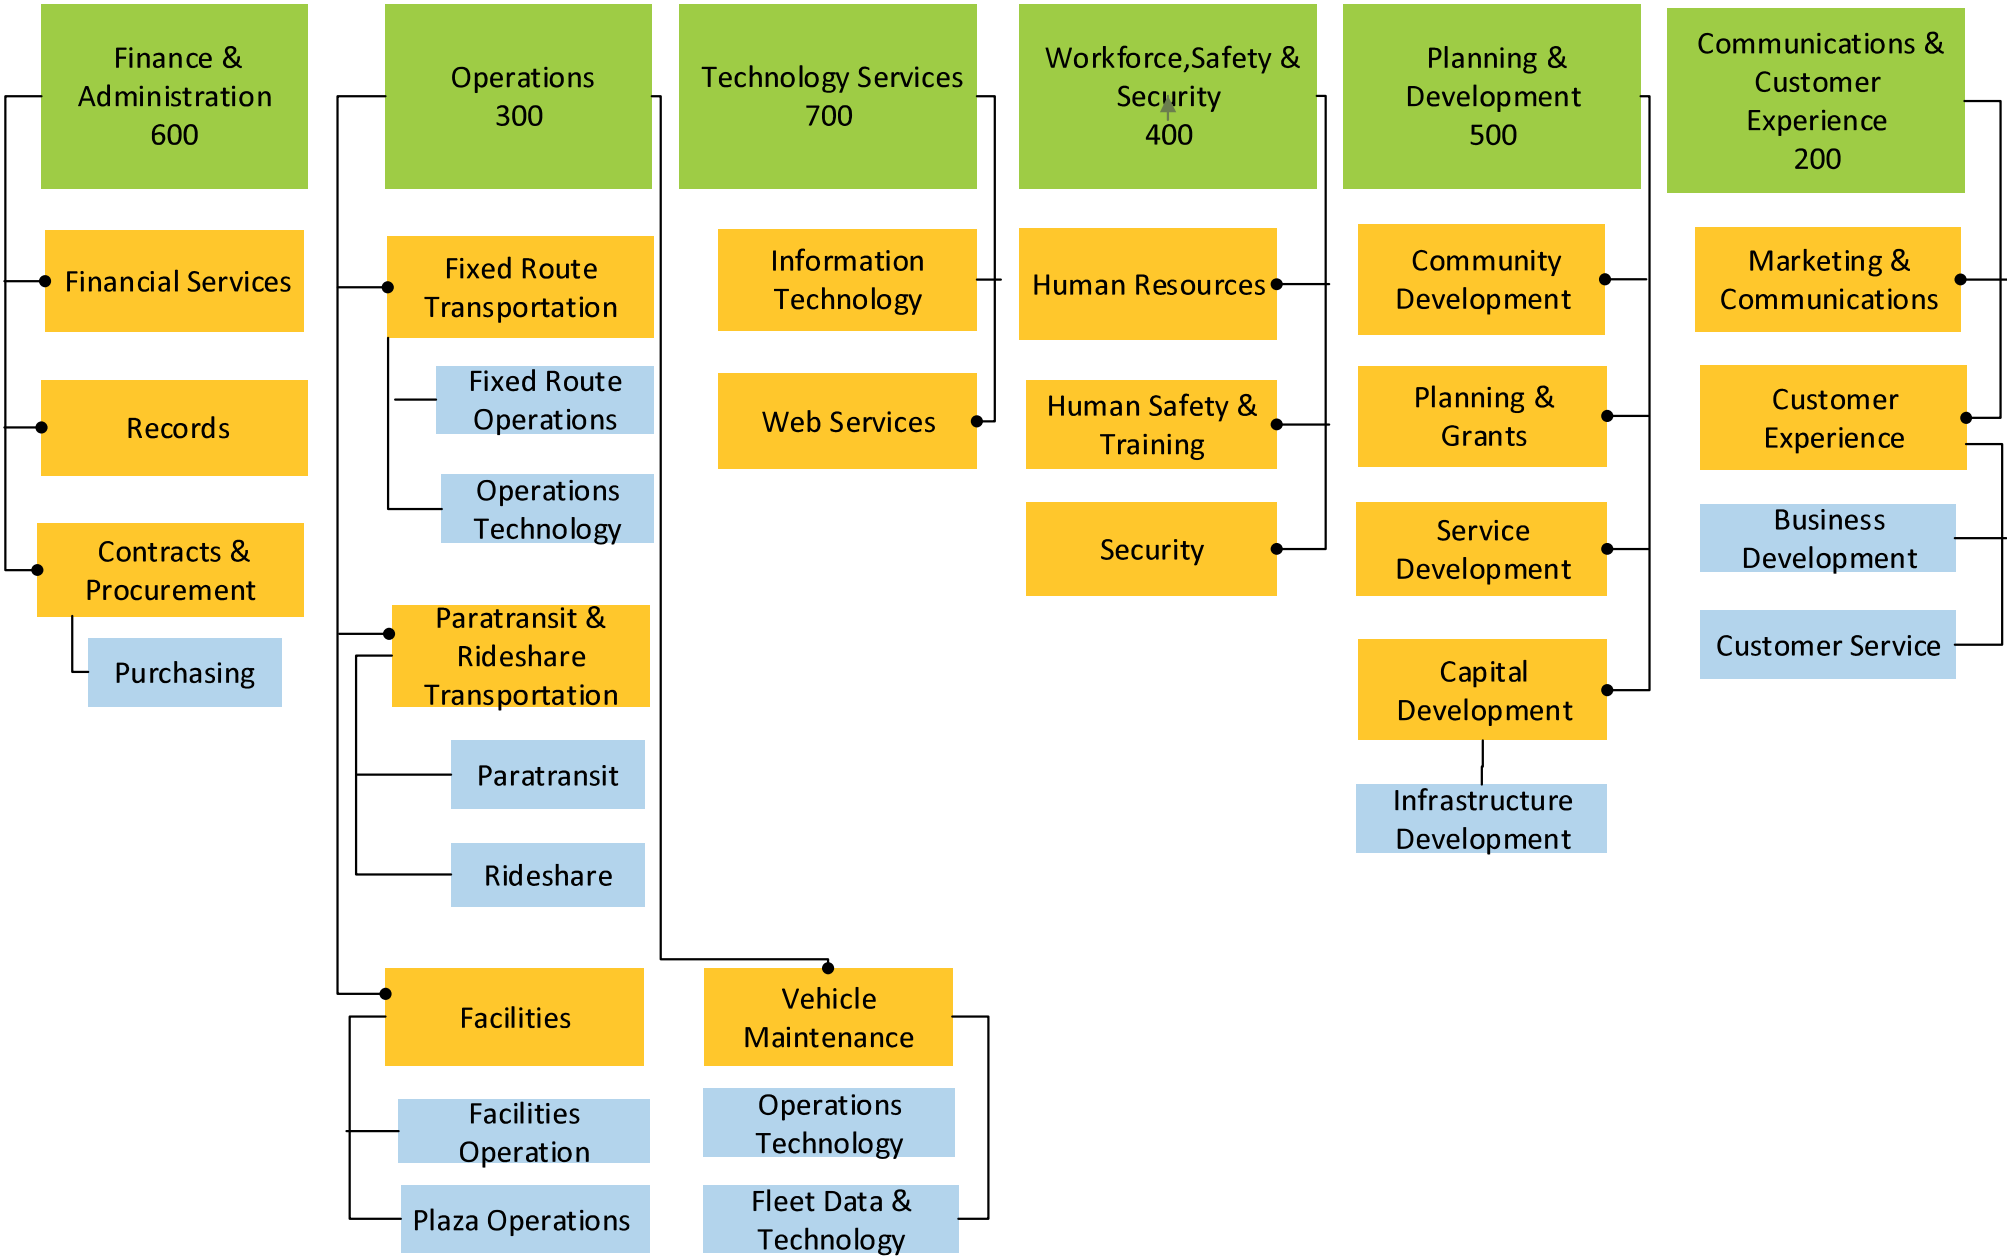 Finance &
Administration
600
Operations
300
Technology Services
700
Workforce,Safety &
Security
400
Planning &
Development
500
Communications &
Customer
Experience
200
Financial Services
Records
Contracts &
Procurement
Purchasing
Fixed Route
Transportation
Fixed Route
Operations
Operations
Technology
Paratransit &
Rideshare
Transportation
Paratransit
Rideshare
Facilities
Facilities
Operation
Plaza Operations
Vehicle
Maintenance
Operations
Technology
Fleet Data &
Technology
Information
Technology
Web Services
Human Resources
Human Safety &
Training
Security
Community
Development
Planning &
Grants
Service
Development
Capital
Development
Infrastructure
Development
Marketing &
Communications
Customer
Experience
Business
Development
Customer Service